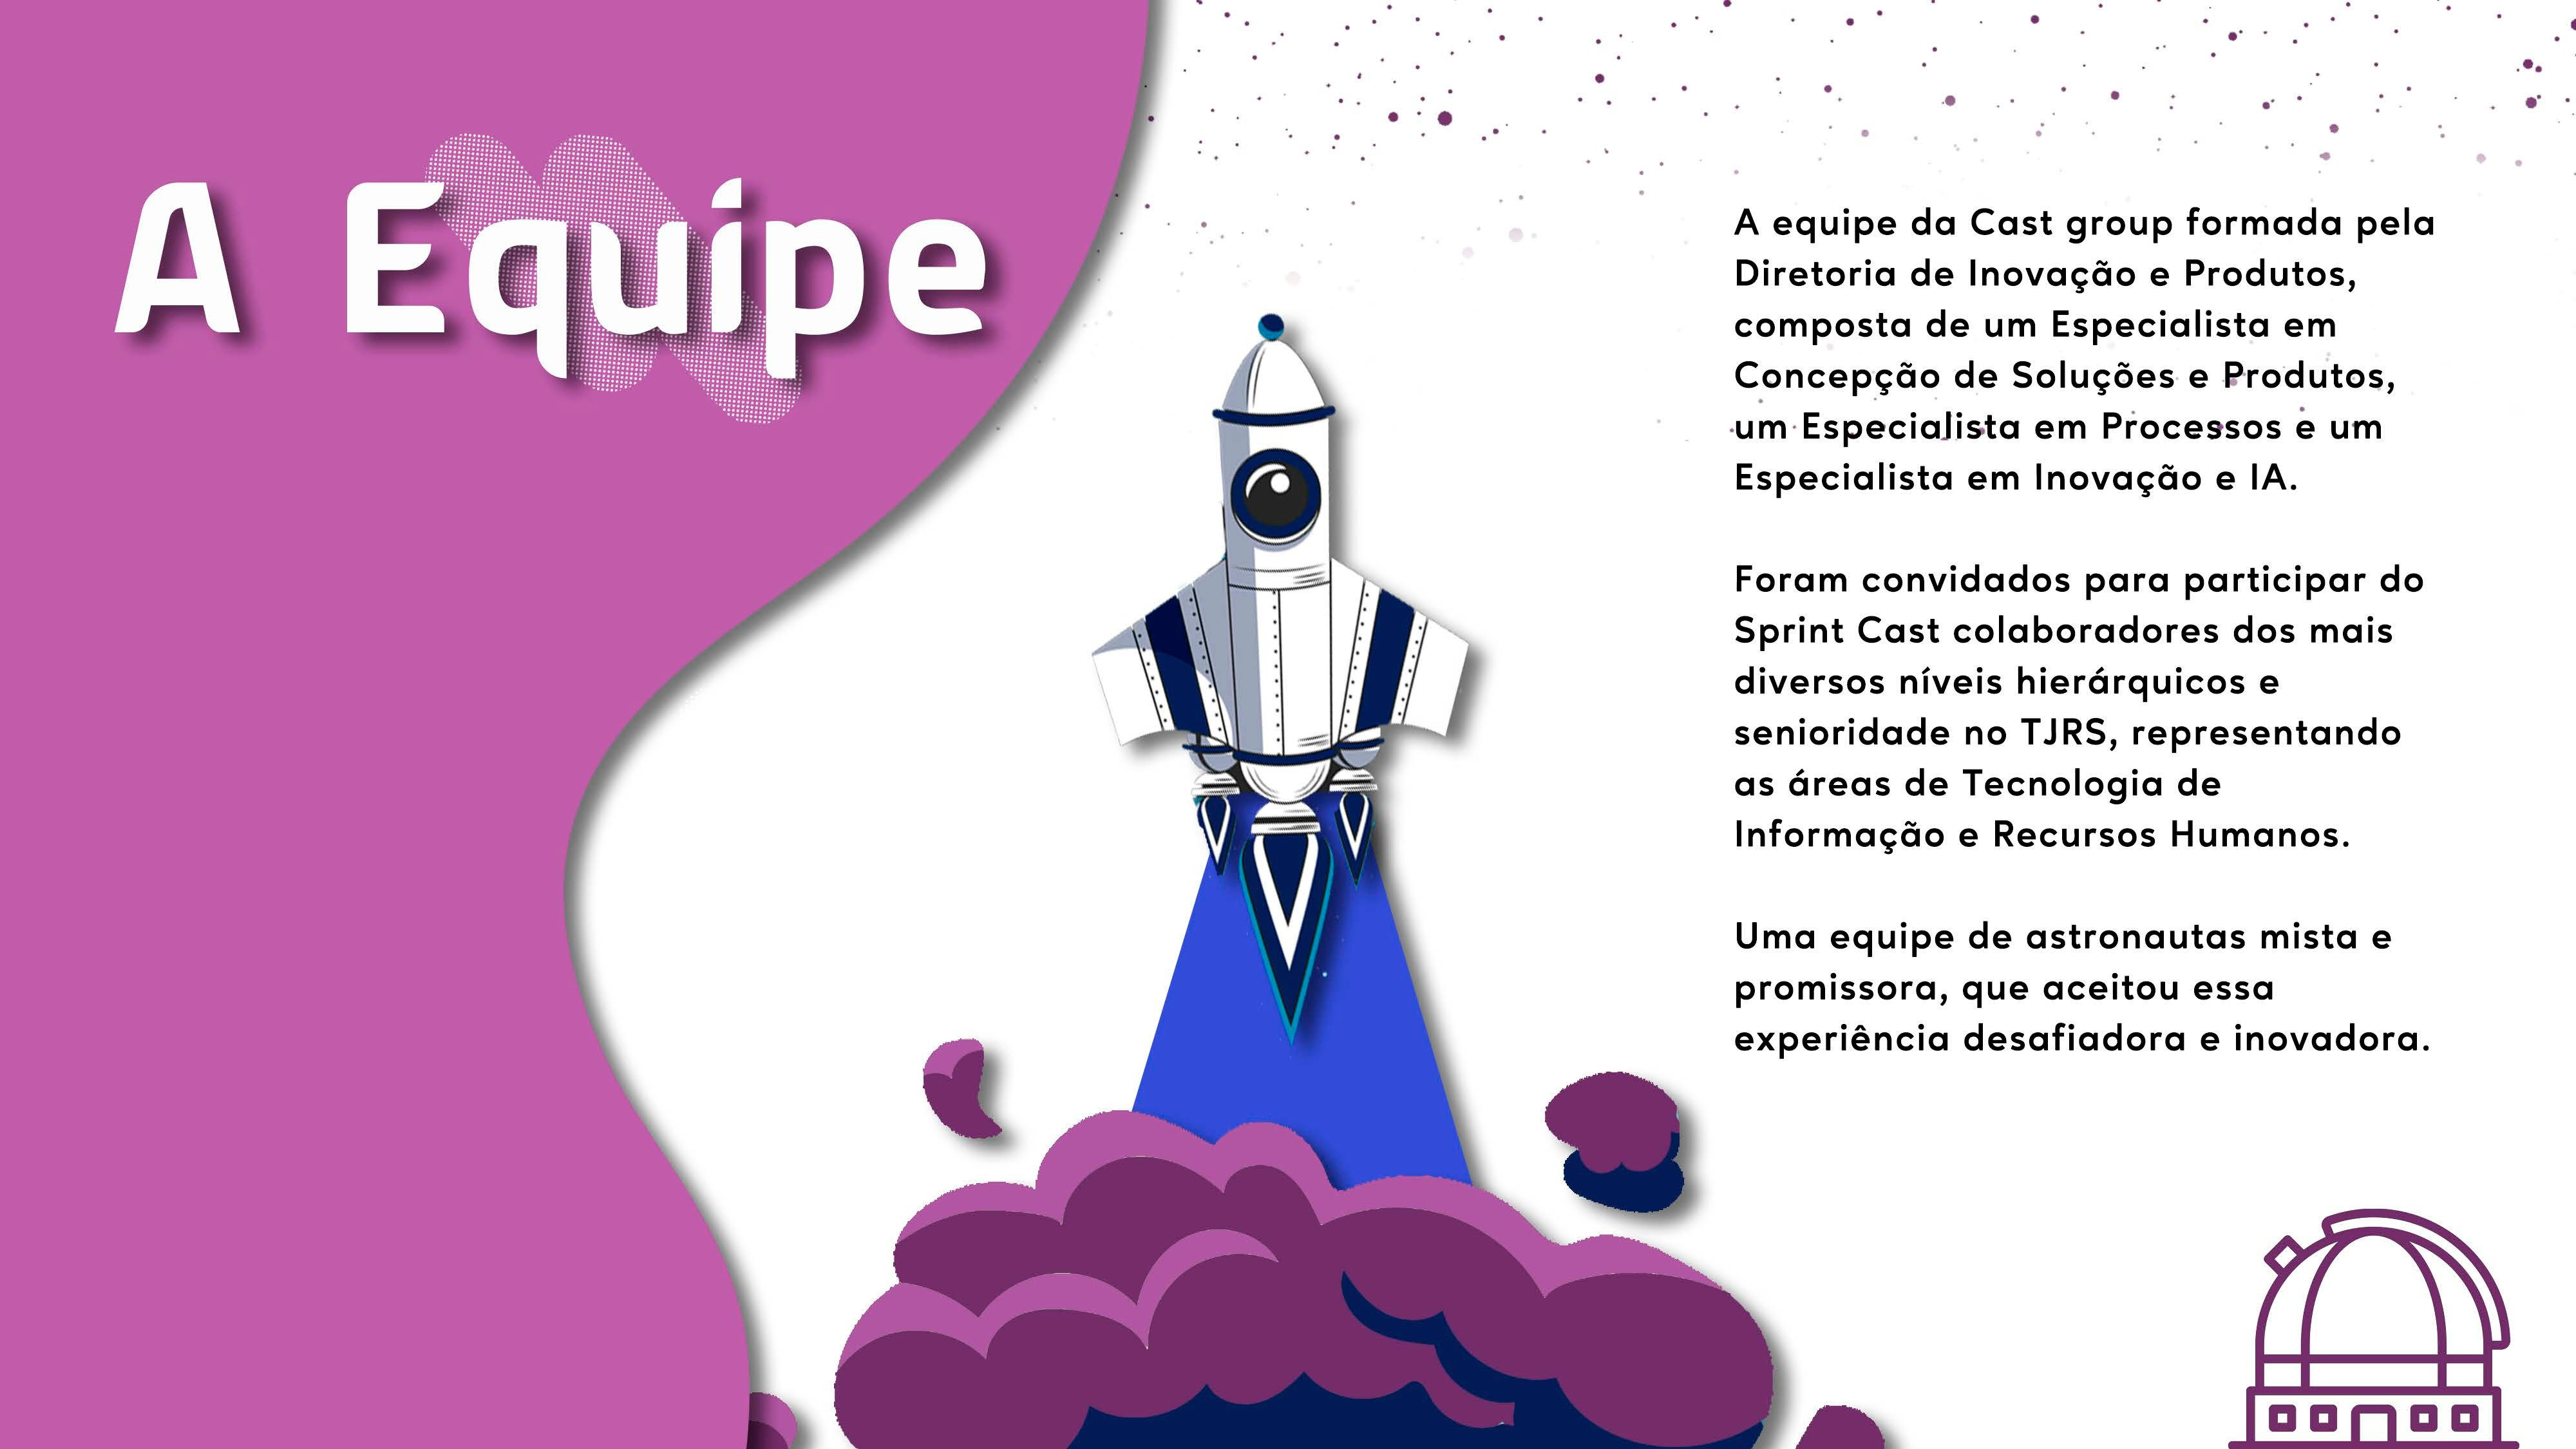 A Equipe
A equipe da Cast group formada pela
Diretoria de Inovação e Produtos,
composta de um Especialista em
Concepção de Soluções e Produtos,
um Especialista em Processos e um
Especialista em Inovação e IA.
Foram convidados para participar do
Sprint Cast colaboradores dos mais
diversos níveis hierárquicos e
senioridade no TJRS, representando
as áreas de Tecnologia de
Informação e Recursos Humanos.
Uma equipe de astronautas mista e
promissora, que aceitou essa
experiência desafiadora e inovadora.